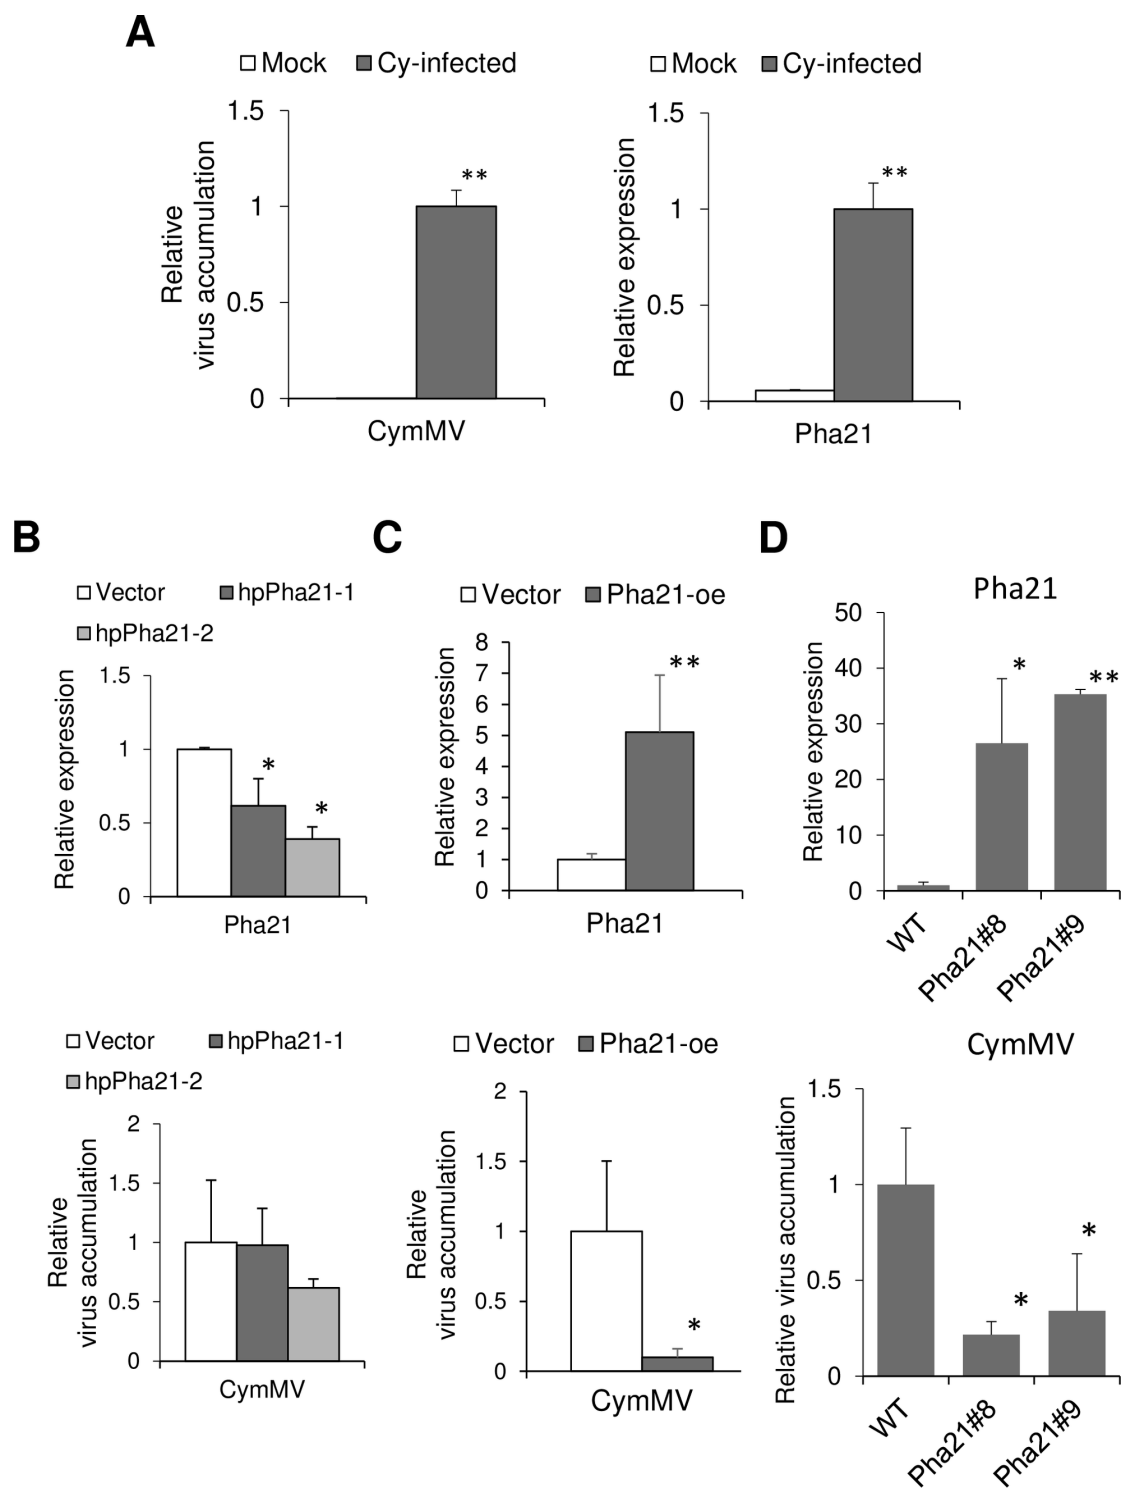 A
Mock Cy-infected
Relative
virus accumulation
1.5
**
1
0.5
0
CymMV
Mock Cy-infected
Relative expression
1.5
**
1
0.5
0
Pha21
B
Vector hpPha21-1
hpPha21-2
Relative expression
1.5
1
*
*
0.5
0
Pha21
Vector hpPha21-1
hpPha21-2
Relative
virus accumulation
2
1.5
1
0.5
0
CymMV
C
Vector Pha21-oe
Relative expression
8
7
**
6
5
4
3
2
1
0
Pha21
Vector Pha21-oe
Relative
virus accumulation
2
1.5
1
0.5
*
0
CymMV
D
Pha21
Relative expression
50
40
*
**
30
20
10
0
WT
Pha21#8
Pha21#9
CymMV
Relative virus accumulation
1.5
1
*
0.5
*
0
WT
Pha21#8
Pha21#9